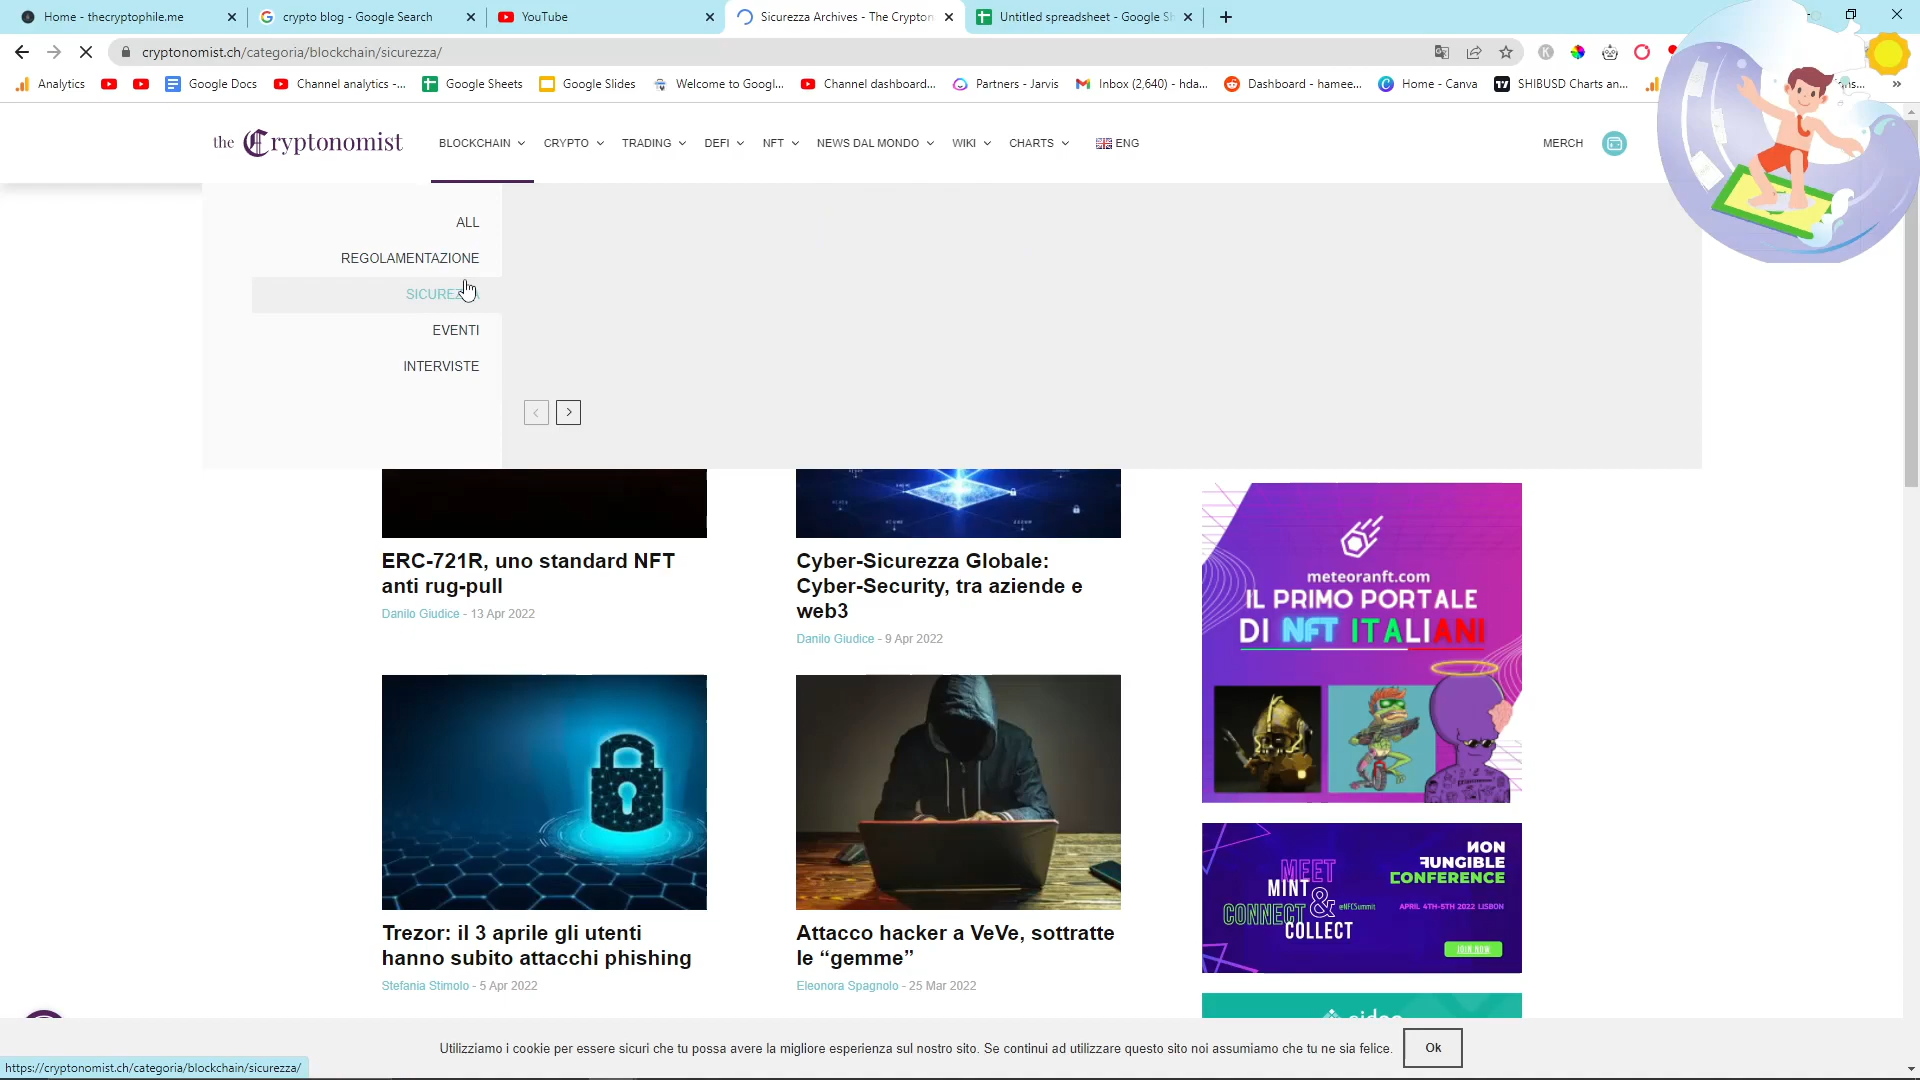 Home - thecryptophile.me
crypto blog - Google Search
YouTube
Sicurezza Archives - The Crypton
Untitled spreadsheet - Google Sh
cryptonomist.ch/categoria/blockchain/sicurezza/
Analytics
Google Docs
Channel analytics -...
Google Sheets
Google Slides
Welcome to Googl...
Channel dashboard...
Partners - Jarvis
Inbox (2,640) - hda...
Dashboard - hamee...
Home - Canva
SHIBUSD Charts an...
the Cryptonomist
BLOCKCHAIN
CRYPTO
TRADING
DEFI
NFT
NEWS DAL MONDO
WIKI
CHARTS
ENG
MERCH
ALL
REGOLAMENTAZIONE
SICUREZZA
EVENTI
INTERVISTE
ERC-721R, uno standard NFT
anti rug-pull
Danilo Giudice - 13 Apr 2022
Cyber-Sicurezza Globale:
Cyber-Security, tra aziende e
web3
Danilo Giudice - 9 Apr 2022
meteoranft.com
IL PRIMO PORTALE
DI NFT ITALIANI
Trezor: il 3 aprile gli utenti
hanno subito attacchi phishing
Stefania Stimolo - 5 Apr 2022
Attacco hacker a VeVe, sottratte
le “gemme”
Eleonora Spagnolo - 25 Mar 2022
NON
FUNGIBLE
CONFERENCE
APRIL 4TH-5TH 2022 LISBON
MEET
MINT &
CONNECT
COLLECT
@NFCSummit
JOIN NOW
Utilizziamo i cookie per essere sicuri che tu possa avere la migliore esperienza sul nostro sito. Se continui ad utilizzare questo sito noi assumiamo che tu ne sia felice.
Ok
https://cryptonomist.ch/categoria/blockchain/sicurezza/